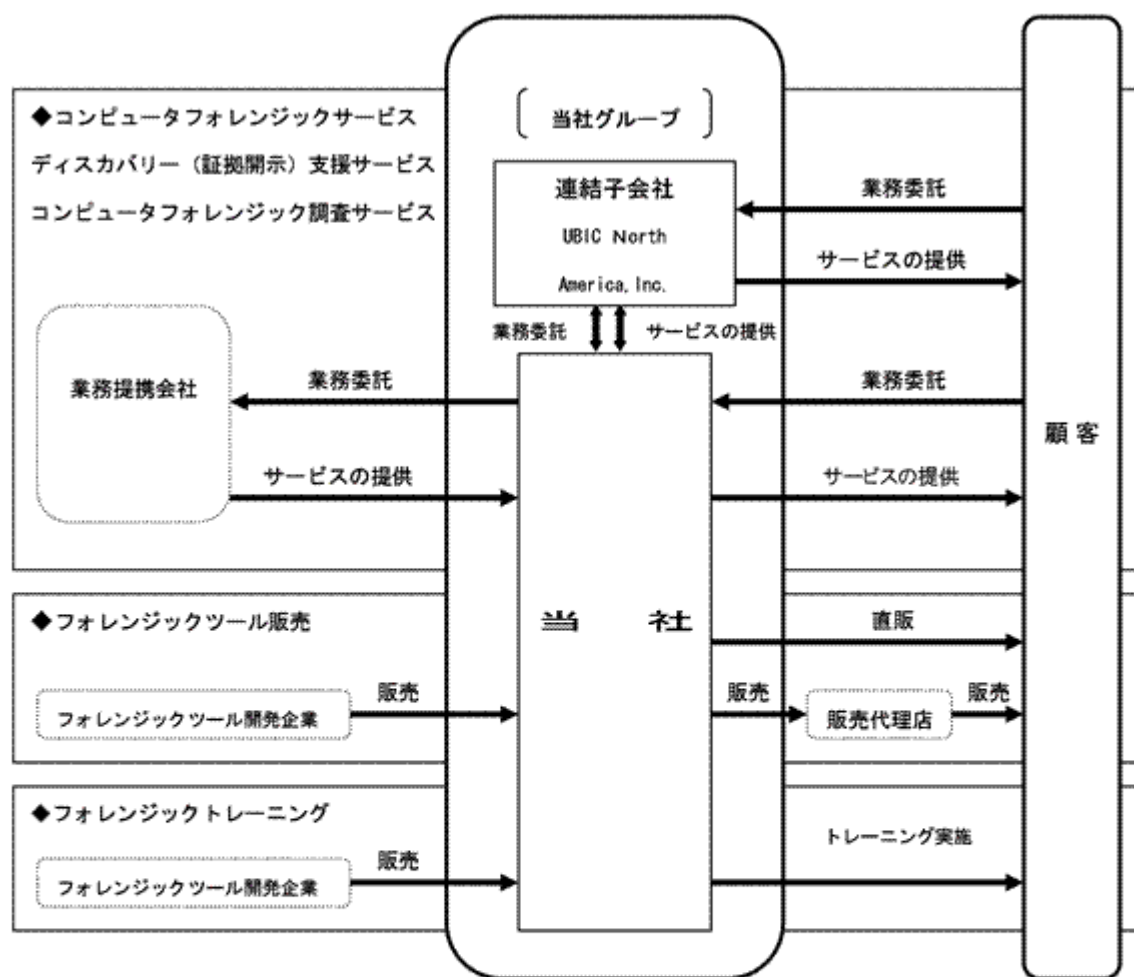 ◆コンピュータフォレンジックサービス
ディスカバリー（証拠開示）支援サービス
コンピュータフォレンジック調査サービス
当社グループ
連結子会社
UBIC North
America, Inc.
業務委託
サービスの提供
業務委託
サービスの提供
業務提携会社
業務委託
サービスの提供
業務委託
サービスの提供
顧客
当社
◆フォレンジックツール販売
フォレンジックツール開発企業
販売
直販
販売
販売代理店
販売
◆フォレンジックトレーニング
フォレンジックツール開発企業
販売
トレーニング実施